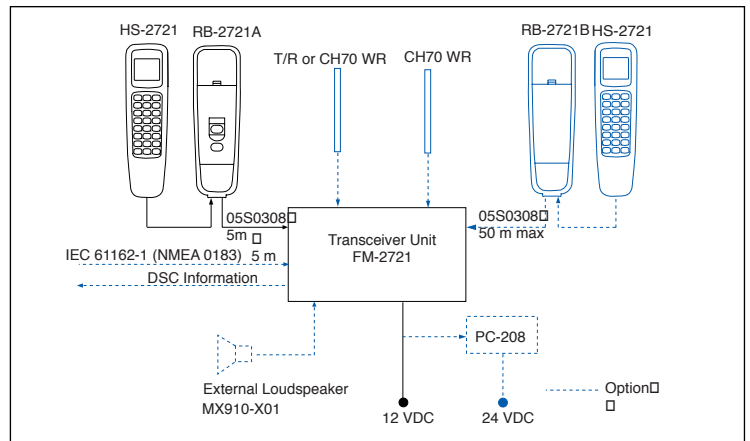 HS-2721 RB-2721A
T/R or CH70 WR
CH70 WR
RB-2721B HS-2721
05S0308□
5m □
05S0308□
50 m max
Transceiver Unit
FM-2721
IEC 61162-1 (NMEA 0183) 5 m
DSC Information
PC-208
External Loudspeaker
MX910-X01
Option□
□
12 VDC
24 VDC